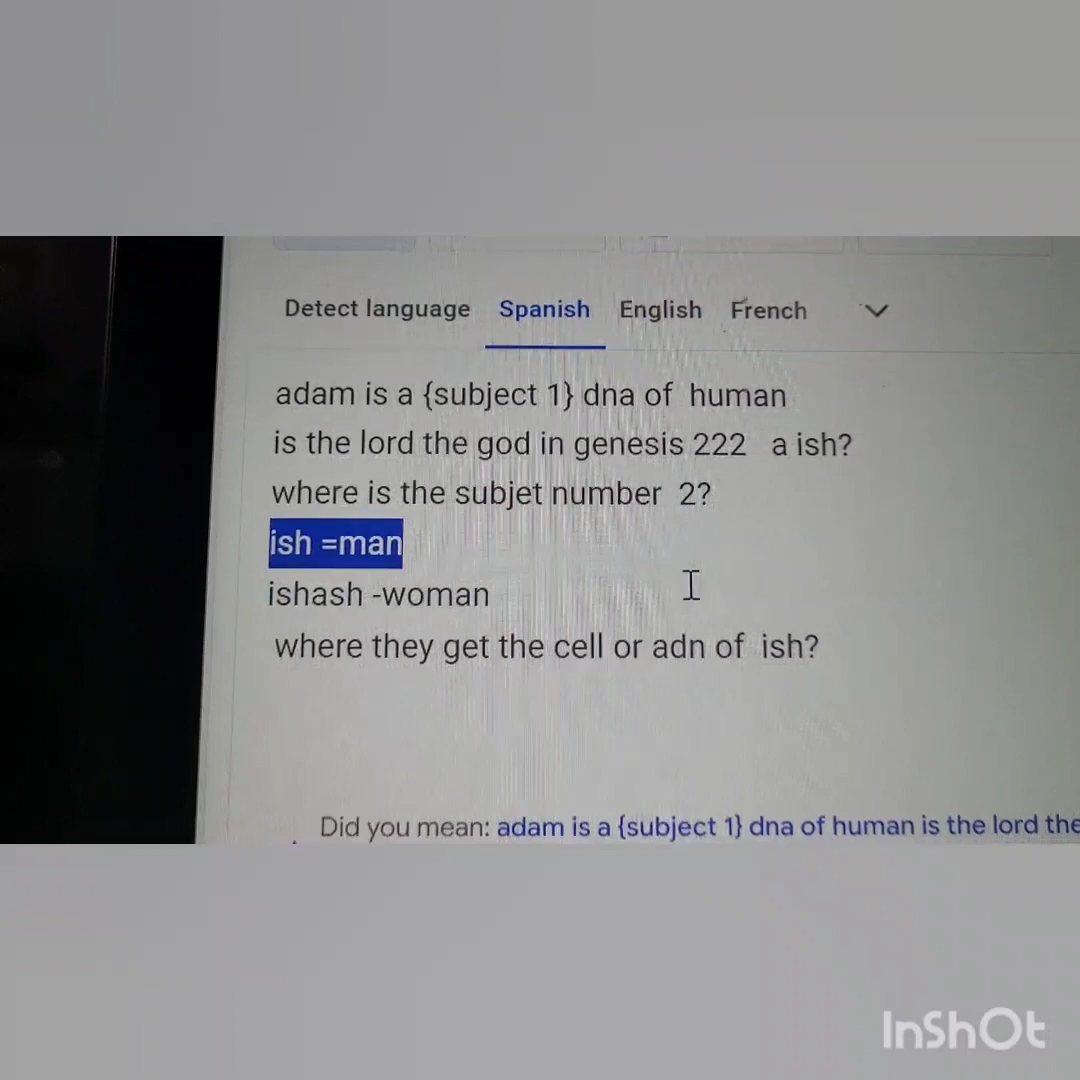 Detect language Spanish English French
adam is a {subject 1} dna of human
is the lord the god in genesis 222 a ish?
where is the subjet number 2?
ish =man
ishash -woman
where they get the cell or adn of ish?
Did you mean: adam is a {subject 1} dna of human is the lord the
InShOt